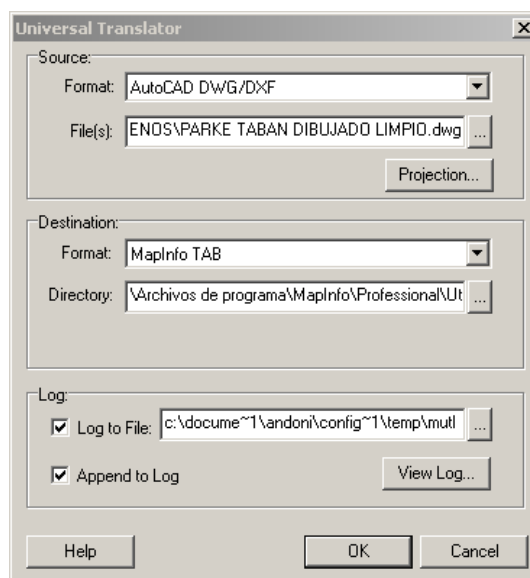 Universal Translator
Source:
Format: AutoCAD DWG/DXF
File(s): ENOS\PARKE TABAN DIBUJADO LIMPIO.dwg ...
Projection...
Destination:
Format: MapInfo TAB
Directory: \Archivos de programa\MapInfo\Professional\Ut ...
Log:
Log to File: c:\docume~1\andoni\config~1\temp\mutl ...
Append to Log View Log...
Help OK Cancel